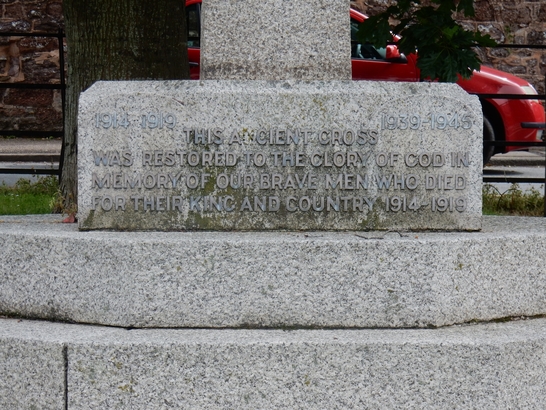 1914-1919 1939-1945
THIS ANCIENT CROSS
WAS RESTORED TO THE GLORY OF GOD IN
MEMORY OF OUR BRAVE MEN WHO DIED
FOR THEIR KING AND COUNTRY 1914-1919